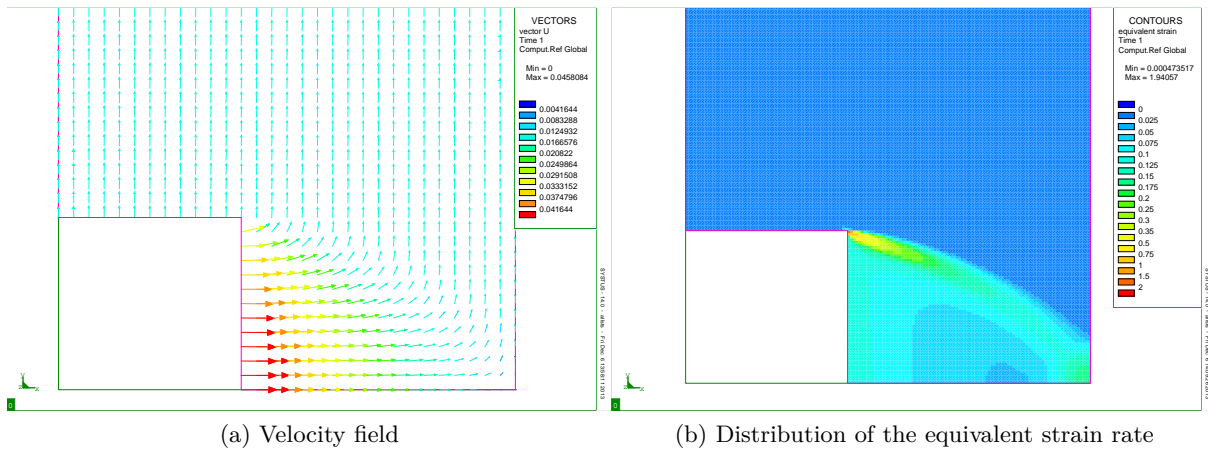 VECTORS
vector U
Time 1
Comput.Ref Global
Min = 0
Max = 0.0458084
0.0041644
0.0083288
0.0124932
0.0166576
0.020822
0.0249864
0.0291508
0.0333152
0.0374796
0.041644
Y
Z X
0
(a) Velocity field
CONTOURS
equivalent strain
Time 1
Comput.Ref Global
Min = 0.000473517
Max = 1.94057
0
0.025
0.05
0.075
0.1
0.125
0.15
0.175
0.2
0.25
0.3
0.35
0.5
0.75
1
1.5
2
Y
Z X
0
(b) Distribution of the equivalent strain rate